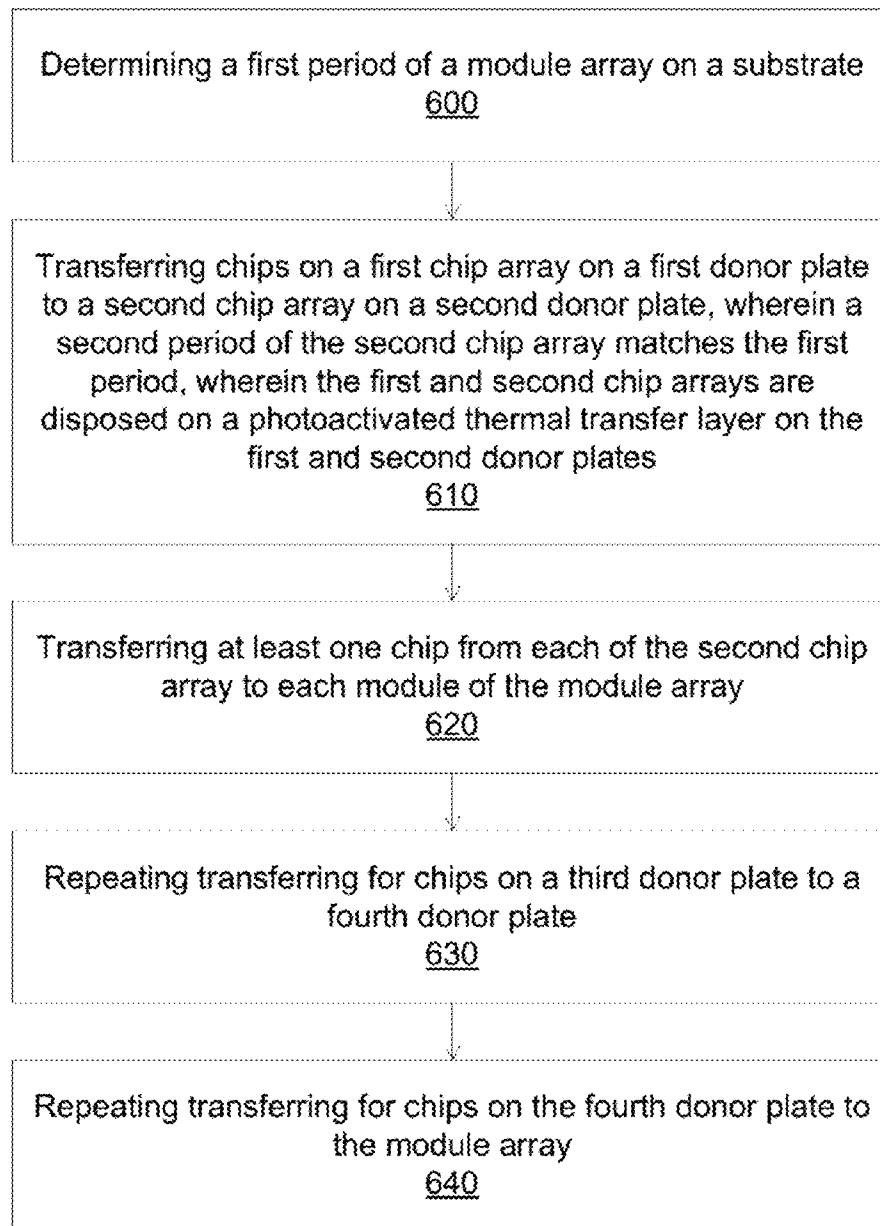 Determining a first period of a module array on a substrate
600
Transferring chips on a first chip array on a first donor plate
to a second chip array on a second donor plate, wherein a
second period of the second chip array matches the first
period, wherein the first and second chip arrays are
disposed on a photoactivated thermal transfer layer on the
first and second donor plates
610
Transferring at least one chip from each of the second chip
array to each module of the module array
620
Repeating transferring for chips on a third donor plate to a
fourth donor plate
630
Repeating transferring for chips on the fourth donor plate to
the module array
640